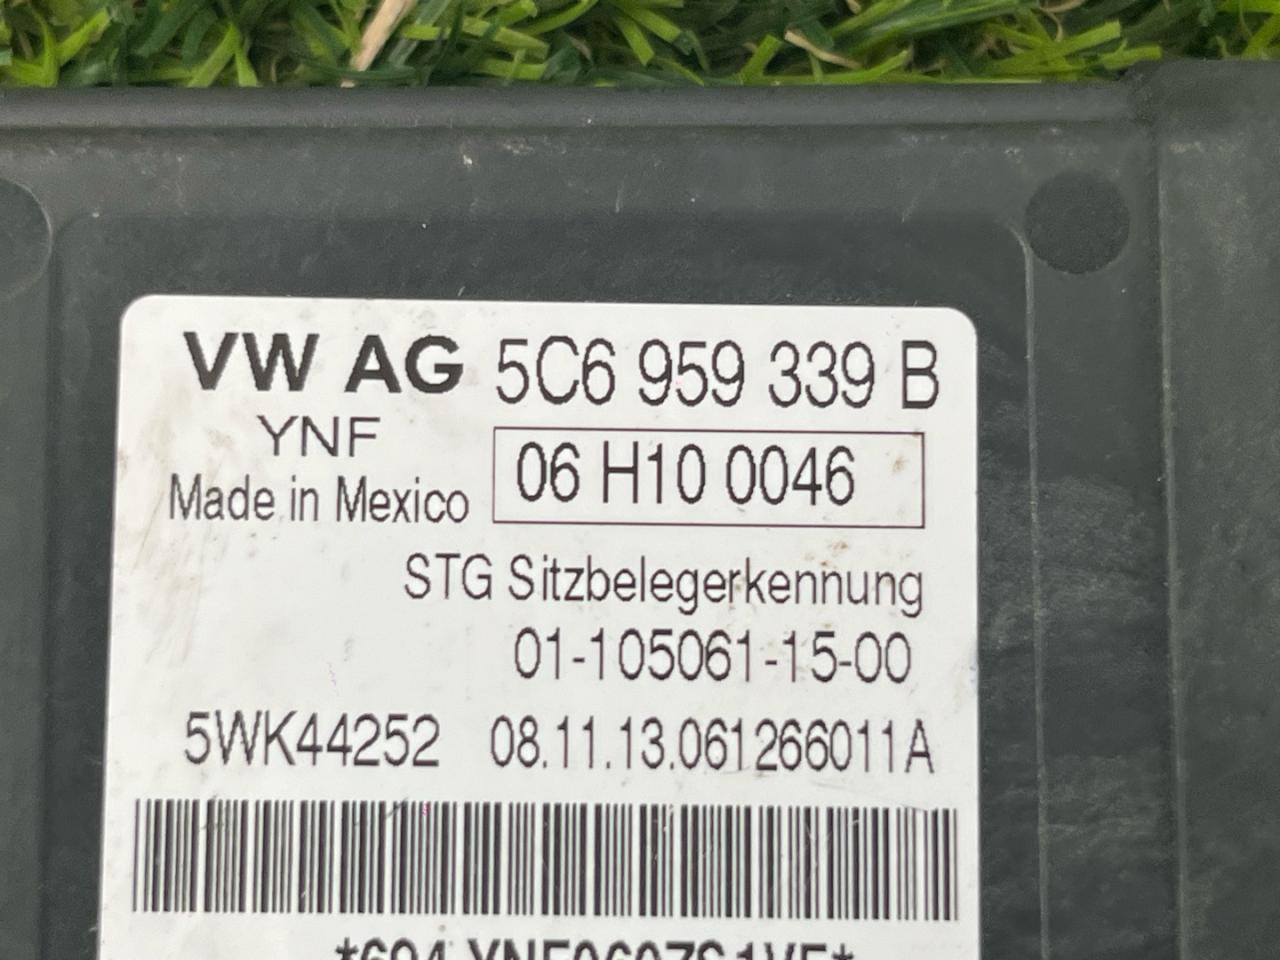 VW AG 5C6 959 339 B
YNF
06 H10 0046
Made in Mexico
STG Sitzbelegerkennung
01-105061-15-00
5WK44252 08.11.13.061266011A